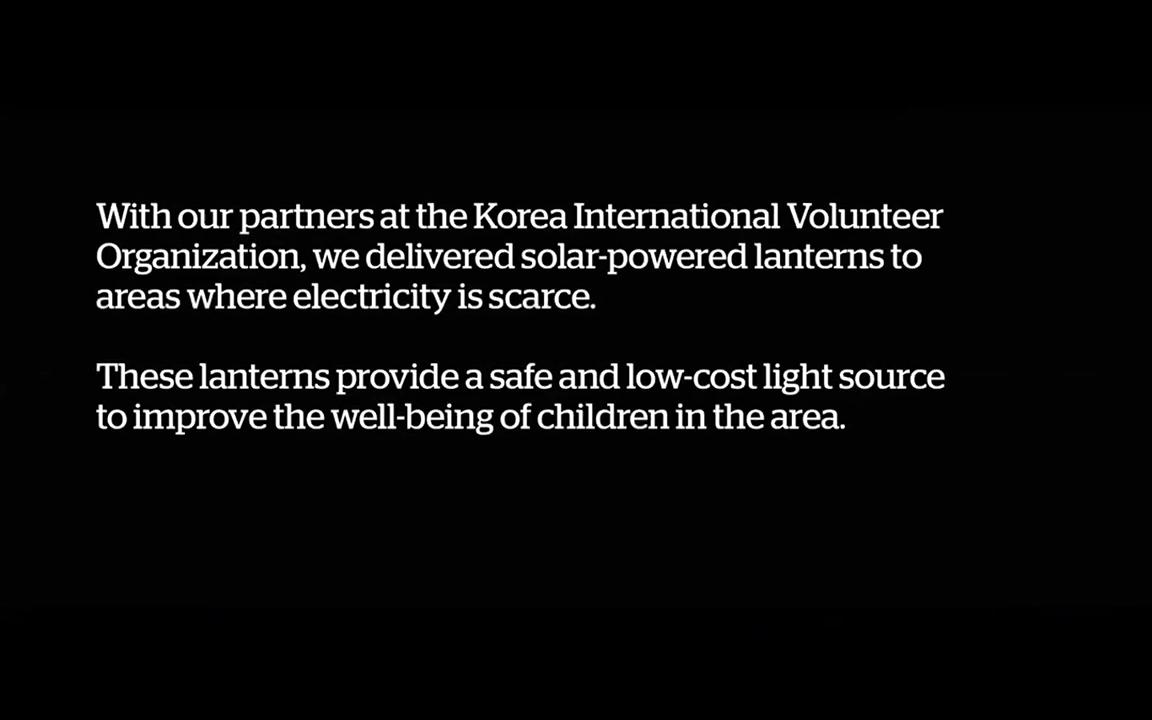 With our partners at the Korea International Volunteer
Organization, we delivered solar-powered lanterns to
areas where electricity is scarce.
These lanterns provide a safe and low-cost light source
to improve the well-being of children in the area.